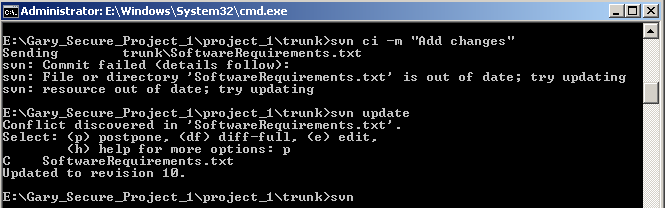 Administrator: E:\Windows\System32\cmd.exe
E:\Gary_Secure_Project_1\project_1\trunk>svn ci -m "Add changes"
Sending        trunk\SoftwareRequirements.txt
svn: Commit failed (details follow):
svn: File or directory 'SoftwareRequirements.txt' is out of date; try updating
svn: resource out of date; try updating
E:\Gary_Secure_Project_1\project_1\trunk>svn update
Conflict discovered in 'SoftwareRequirements.txt'.
Select: (p) postpone, (df) diff-full, (e) edit,
        (h) help for more options: p
C    SoftwareRequirements.txt
Updated to revision 10.
E:\Gary_Secure_Project_1\project_1\trunk>svn